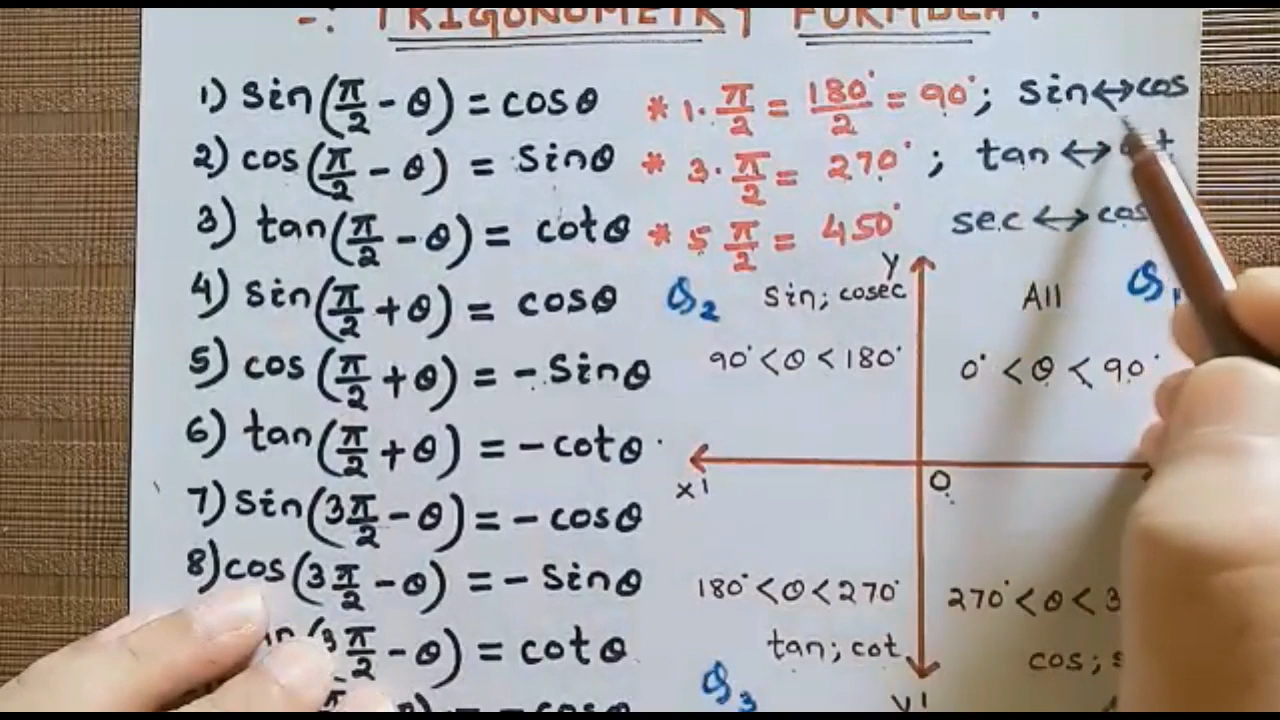 -: TRIGONOMETRY FORMULA :
1) sin(π/2 - θ) = cosθ
2) cos(π/2 - θ) = sinθ
3) tan(π/2 - θ) = cotθ
4) sin(π/2 + θ) = cosθ
5) cos(π/2 + θ) = - sinθ
6) tan(π/2 + θ) = - cotθ
7) sin(3π/2 - θ) = - cosθ
8) cos(3π/2 - θ) = - sinθ
(3π/2 - θ) = cotθ
* 1·π/2 = 180°/2 = 90° ; sin ↔ cos
* 3·π/2 = 270° ; tan ↔
* 5 π/2 = 450° sec ↔
Y
Q2 sin; cosec
90° < θ < 180°
All Q1
0° < θ < 90°
X' O
180° < θ < 270°
tan; cot
Q3
270° < θ <
cos;
Y'